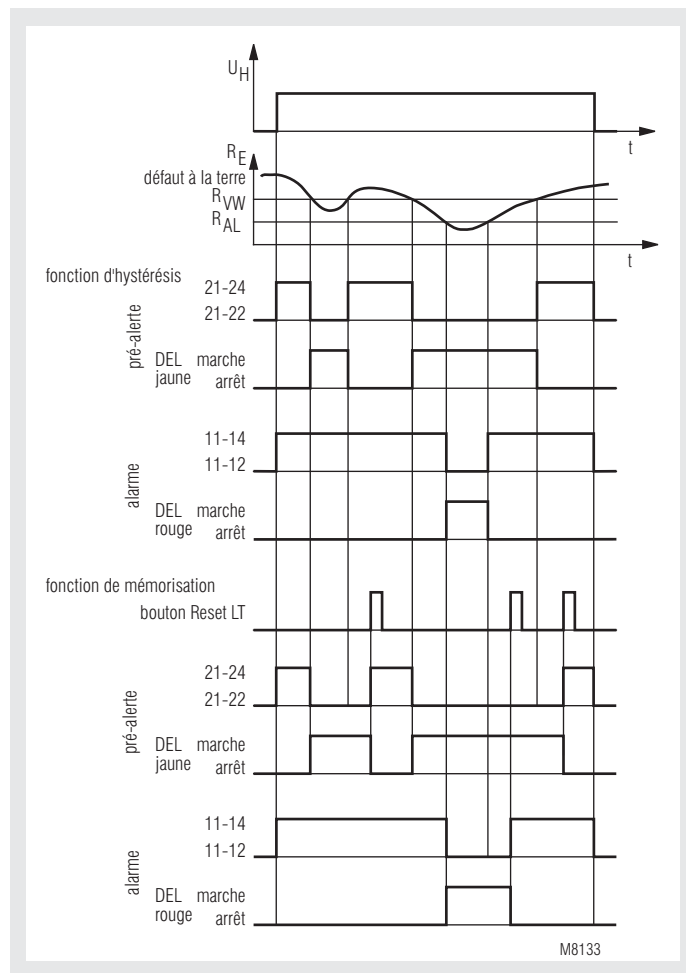 U_H
t
R_E
défaut à la terre
R_VW
R_AL
t
fonction d'hystérésis
pré-alerte
21-24
21-22
DEL marche
jaune arrêt
alarme
11-14
11-12
DEL marche
rouge arrêt
fonction de mémorisation
bouton Reset LT
pré-alerte
21-24
21-22
DEL marche
jaune arrêt
alarme
11-14
11-12
DEL marche
rouge arrêt
M8133